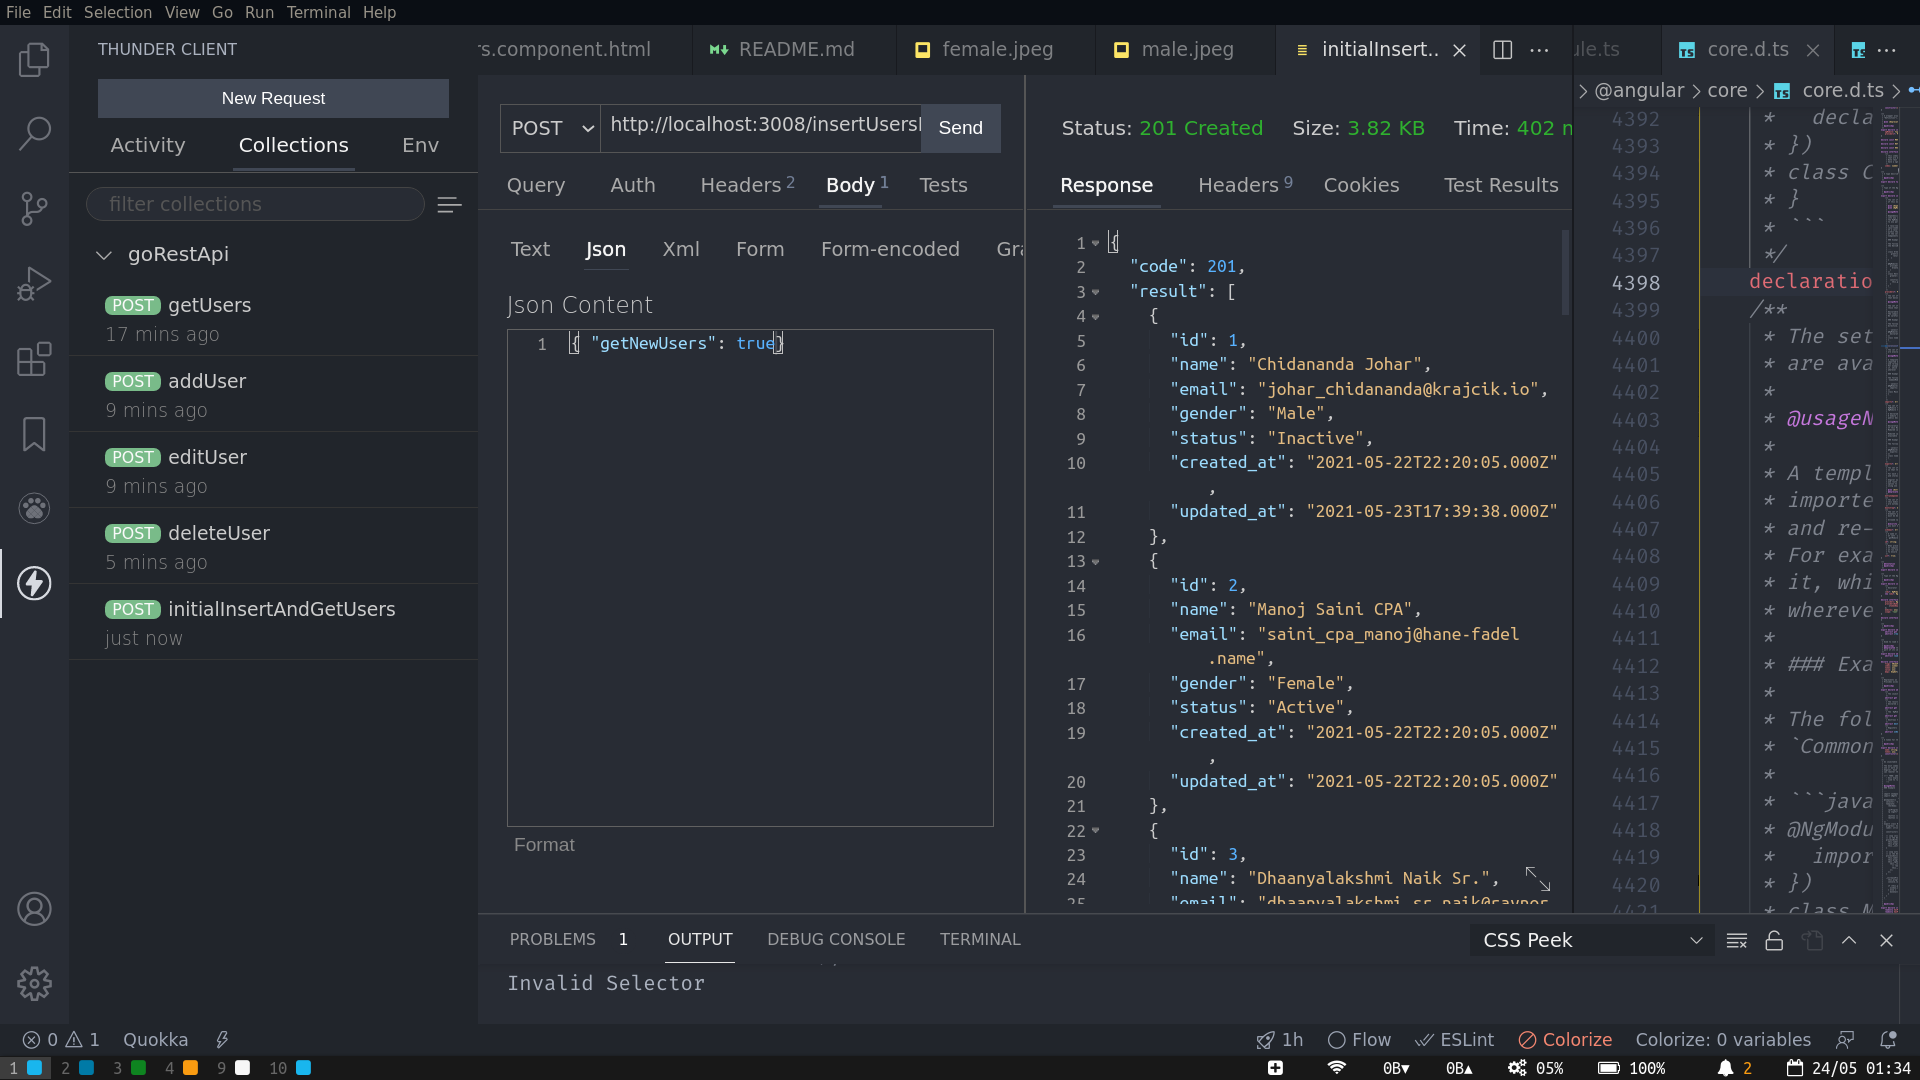 File Edit Selection View Go Run Terminal Help
THUNDER CLIENT
New Request
Activity Collections Env
filter collections
goRestApi
POST getUsers
17 mins ago
POST addUser
9 mins ago
POST editUser
9 mins ago
POST deleteUser
5 mins ago
POST initialInsertAndGetUsers
just now
rs.component.html README.md female.jpeg male.jpeg initialInsert..
POST http://localhost:3008/insertUsers Send
Query Auth Headers 2 Body 1 Tests
Text Json Xml Form Form-encoded Gra
Json Content
1 { "getNewUsers": true}
Format
Status: 201 Created Size: 3.82 KB Time: 402 m
Response Headers 9 Cookies Test Results
1 {
2 "code": 201,
3 "result": [
4 {
5 "id": 1,
6 "name": "Chidananda Johar",
7 "email": "johar_chidananda@krajcik.io",
8 "gender": "Male",
9 "status": "Inactive",
10 "created_at": "2021-05-22T22:20:05.000Z"
,
11 "updated_at": "2021-05-23T17:39:38.000Z"
12 },
13 {
14 "id": 2,
15 "name": "Manoj Saini CPA",
16 "email": "saini_cpa_manoj@hane-fadel
.name",
17 "gender": "Female",
18 "status": "Active",
19 "created_at": "2021-05-22T22:20:05.000Z"
,
20 "updated_at": "2021-05-22T22:20:05.000Z"
21 },
22 {
23 "id": 3,
24 "name": "Dhaanyalakshmi Naik Sr.",
25 "email": "dhaanyalakshmi_sr_naik@raynor
ule.ts TS core.d.ts TS
@angular core TS core.d.ts
4392 * decla
4393 * })
4394 * class C
4395 * }
4396 * ```
4397 */
4398 declaratio
4399 /**
4400 * The set
4401 * are ava
4402 *
4403 * @usageN
4404 *
4405 * A templ
4406 * importe
4407 * and re-
4408 * For exa
4409 * it, whi
4410 * whereve
4411 *
4412 * ### Exa
4413 *
4414 * The fol
4415 * `Common
4416 *
4417 * ```java
4418 * @NgModu
4419 * impor
4420 * })
4421 * class M
PROBLEMS 1 OUTPUT DEBUG CONSOLE TERMINAL CSS Peek
Invalid Selector
0 1 Quokka 1h Flow ESLint Colorize Colorize: 0 variables
1 2 3 4 9 10 0B▾ 0B▴ 05% 100% 2 24/05 01:34